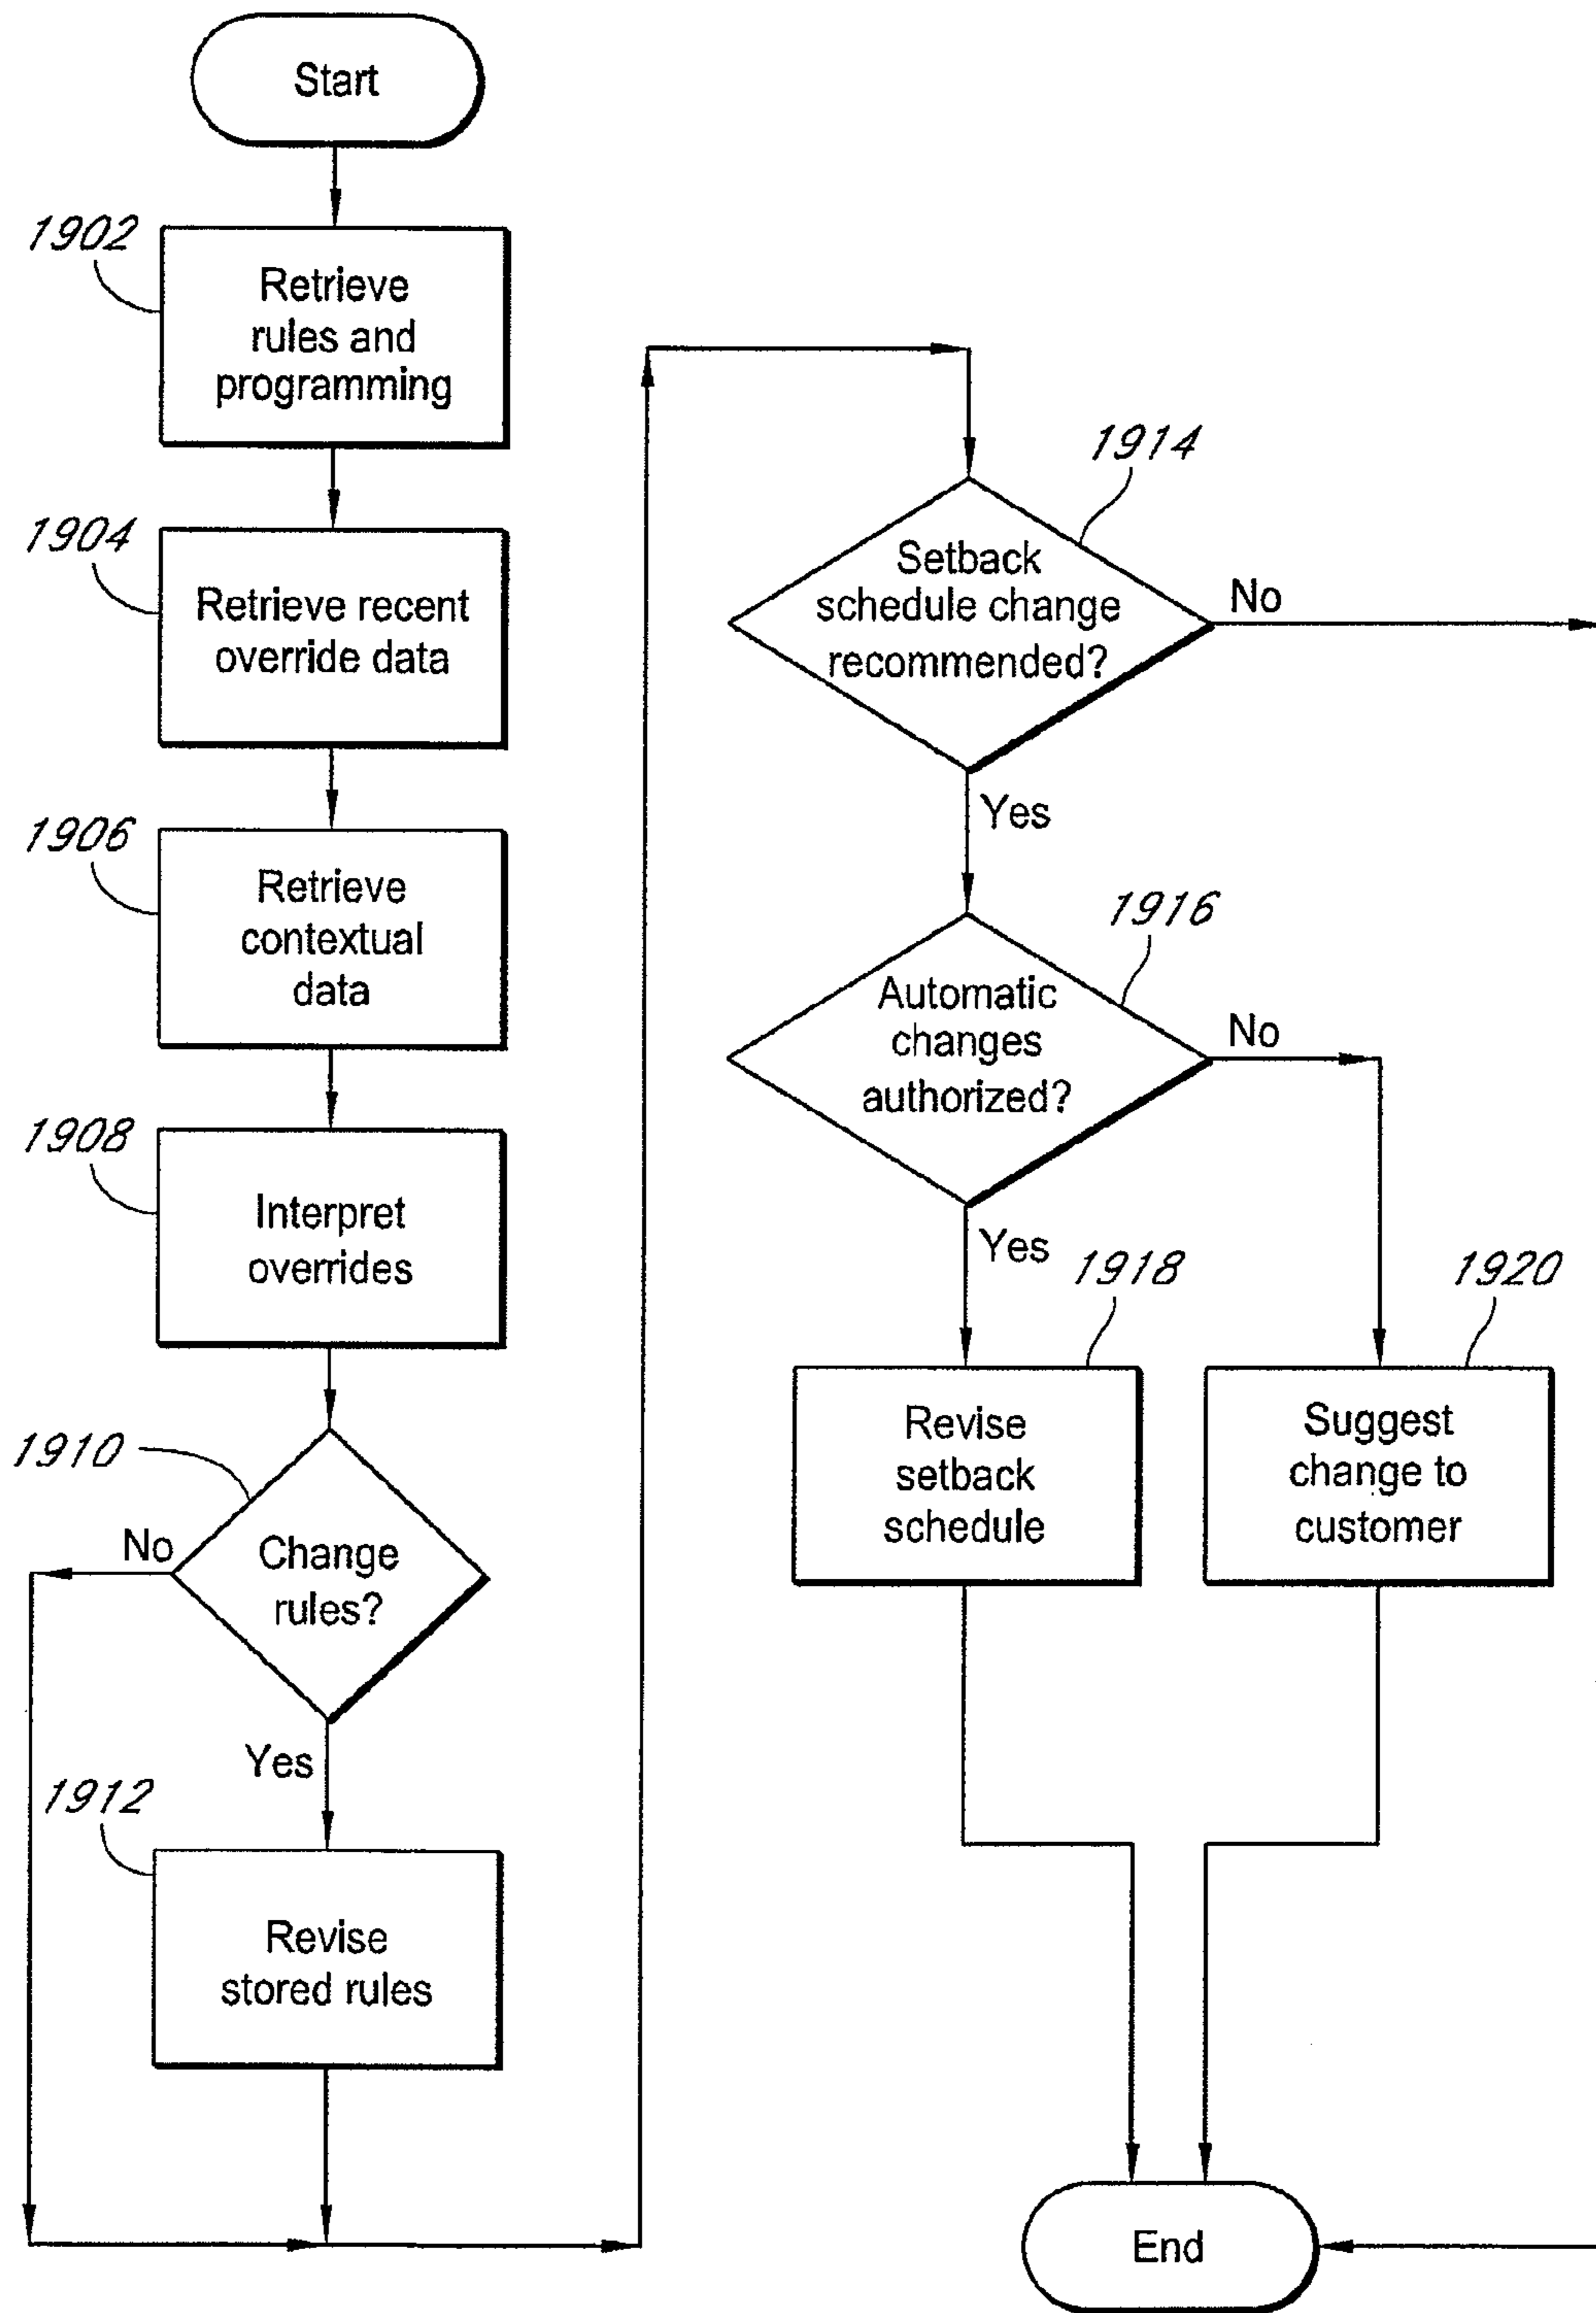 Start
1902
Retrieve
rules and
programming
1904
Retrieve recent
override data
1906
Retrieve
contextual
data
1908
Interpret
overrides
1910
No
Change
rules?
Yes
1912
Revise
stored rules
1914
Setback
schedule change
recommended?
No
Yes
1916
Automatic
changes
authorized?
No
Yes
1918
Revise
setback
schedule
1920
Suggest
change to
customer
End